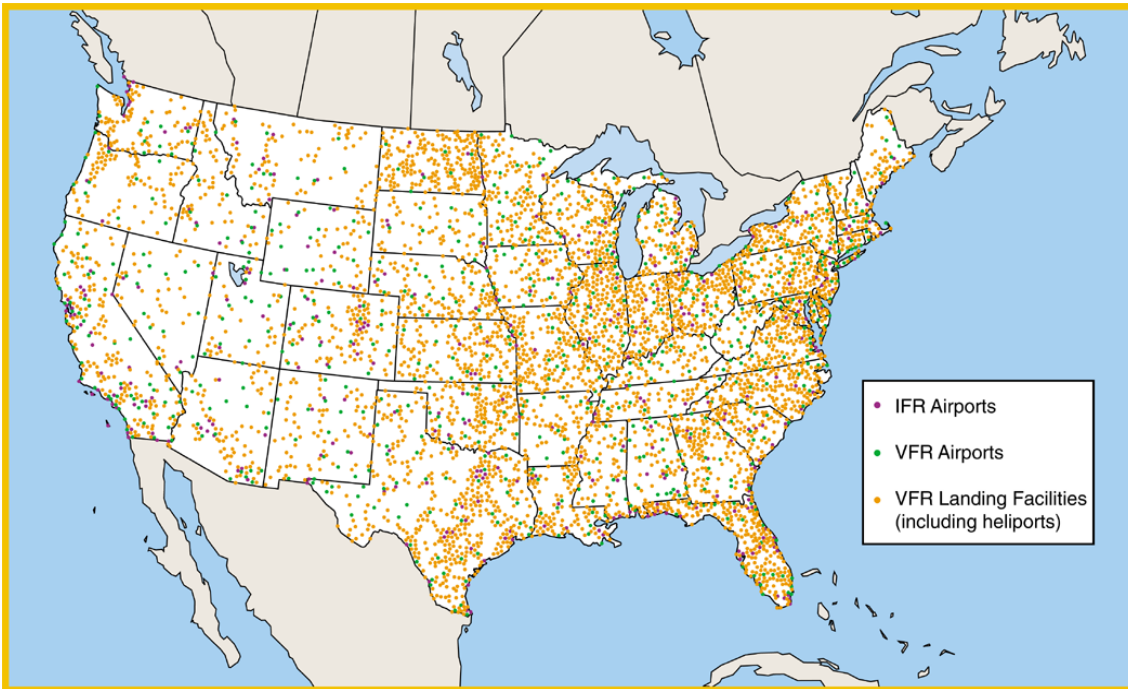 IFR Airports
VFR Airports
VFR Landing Facilities
(including heliports)